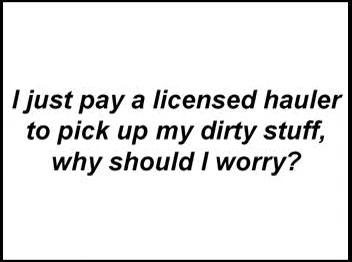 I just pay a licensed hauler
to pick up my dirty stuff,
why should I worry?